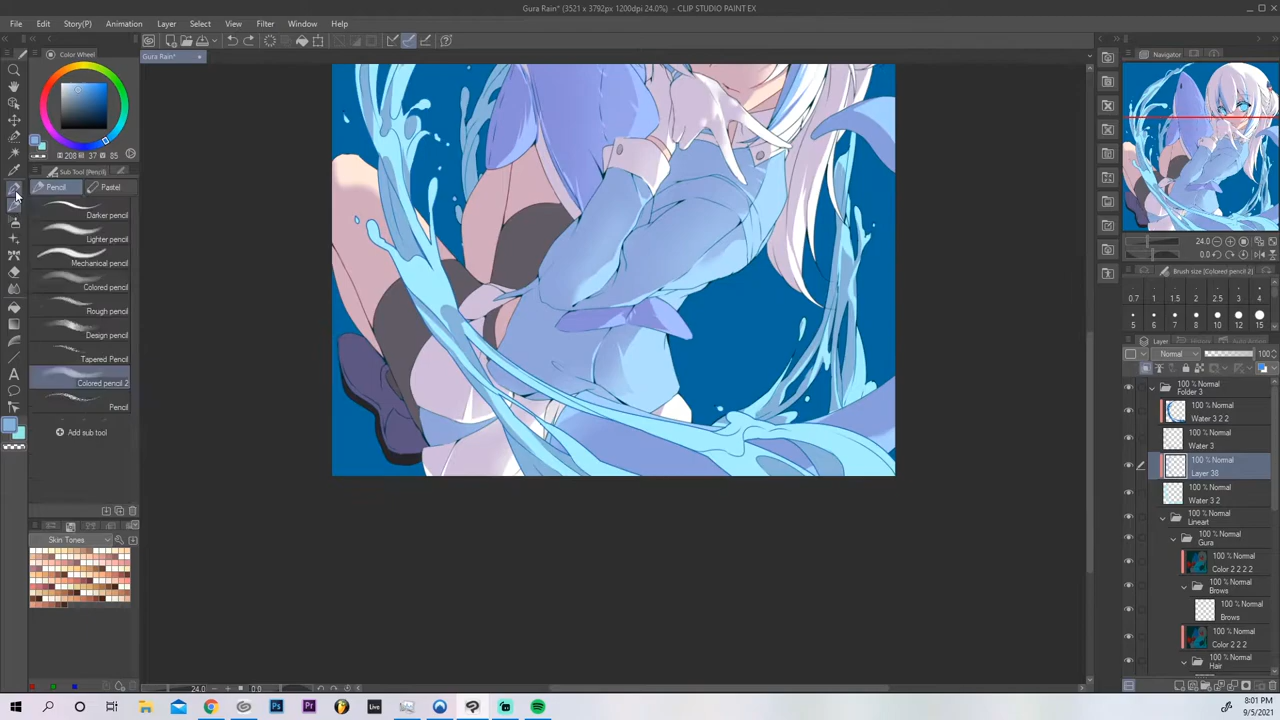 Gura Rain* (3521 x 3792px 1200dpi 24.0%) - CLIP STUDIO PAINT EX
File Edit Story(P) Animation Layer Select View Filter Window Help
Color Wheel
Gura Rain*
Navigator
208 37 85
Sub Tool [Pencil]
Pencil Pastel
Darker pencil
Lighter pencil
Mechanical pencil
Colored pencil
Rough pencil
Design pencil
Tapered Pencil
Colored pencil 2
Pencil
Add sub tool
Skin Tones
24.0
0.0
Brush size [Colored pencil 2]
0.7 1 1.5 2 2.5 3 4
5 6 7 8 10 12 15
Layer
Normal 100
100 % Normal
Folder 3
100 % Normal
Water 3 2 2
100 % Normal
Water 3
100 % Normal
Layer 38
100 % Normal
Water 3 2
100 % Normal
Lineart
100 % Normal
Gura
100 % Normal
Color 2 2 2 2
100 % Normal
Brows
100 % Normal
Brows
100 % Normal
Color 2 2 2
100 % Normal
Hair
24.0 0.0
Ps Pr Live
8:01 PM
9/5/2021